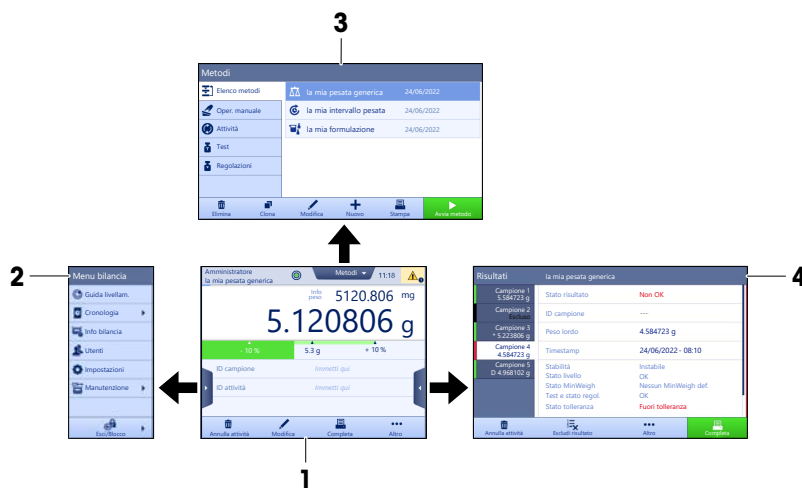 3
Metodi
Elenco metodi
la mia pesata generica 24/06/2022
Oper. manuale
la mia intervallo pesata 24/06/2022
Attività
la mia formulazione 24/06/2022
Test
Regolazioni
Elimina Clona Modifica Nuovo Stampa Avvia metodo
2
Menu bilancia
Guida livellam.
Cronologia
Info bilancia
Utenti
Impostazioni
Manutenzione
Esci/Blocco
Amministratore
la mia pesata generica
Metodi 11:18
Info peso 5120.806 mg
5.120806 g
- 10 % 5.3 g + 10 %
ID campione Immetti qui
ID attività Immetti qui
Annulla attività Modifica Completa Altro
1
4
Risultati la mia pesata generica
Campione 1
5.584723 g
Campione 2
Escluso
Campione 3
* 5.223806 g
Campione 4
4.584723 g
Campione 5
D 4.968102 g
Stato risultato Non OK
ID campione ---
Peso lordo 4.584723 g
Timestamp 24/06/2022 - 08:10
Stabilità Instabile
Stato livello OK
Stato MinWeigh Nessun MinWeigh def.
Test e stato regol. OK
Stato tolleranza Fuori tolleranza
Annulla attività Escludi risultato Altro Completa